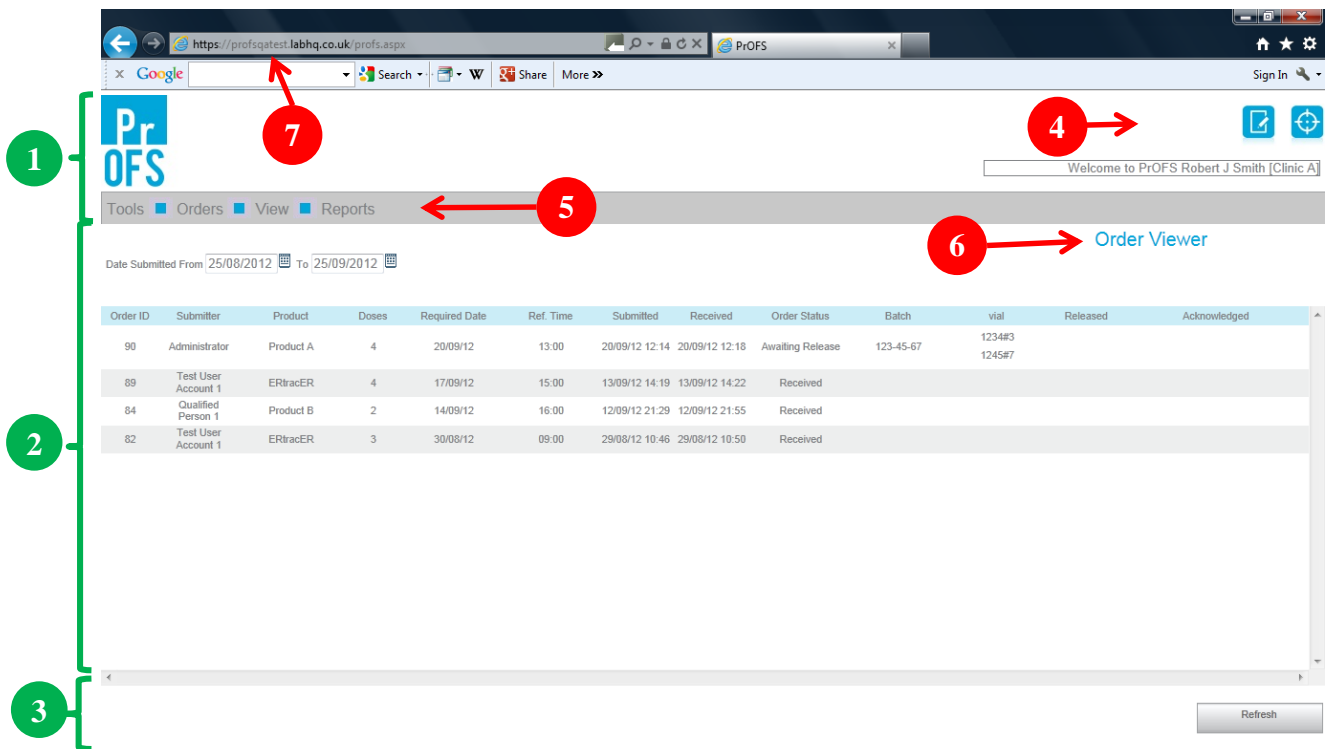 https://profsqatest.labhq.co.uk/profs.aspx
PrOFS
x Google Search W Share More »
Sign In
1
Pr
OFS
7
4
Welcome to PrOFS Robert J Smith [Clinic A]
Tools Orders View Reports
5
6
Order Viewer
Date Submitted From 25/08/2012 To 25/09/2012
Order ID Submitter Product Doses Required Date Ref. Time Submitted Received Order Status Batch vial Released Acknowledged
90 Administrator Product A 4 20/09/12 13:00 20/09/12 12:14 20/09/12 12:18 Awaiting Release 123-45-67 1234#3
1245#7
89 Test User Account 1 ERtracER 4 17/09/12 15:00 13/09/12 14:19 13/09/12 14:22 Received
84 Qualified Person 1 Product B 2 14/09/12 16:00 12/09/12 21:29 12/09/12 21:55 Received
82 Test User Account 1 ERtracER 3 30/08/12 09:00 29/08/12 10:46 29/08/12 10:50 Received
2
3
Refresh